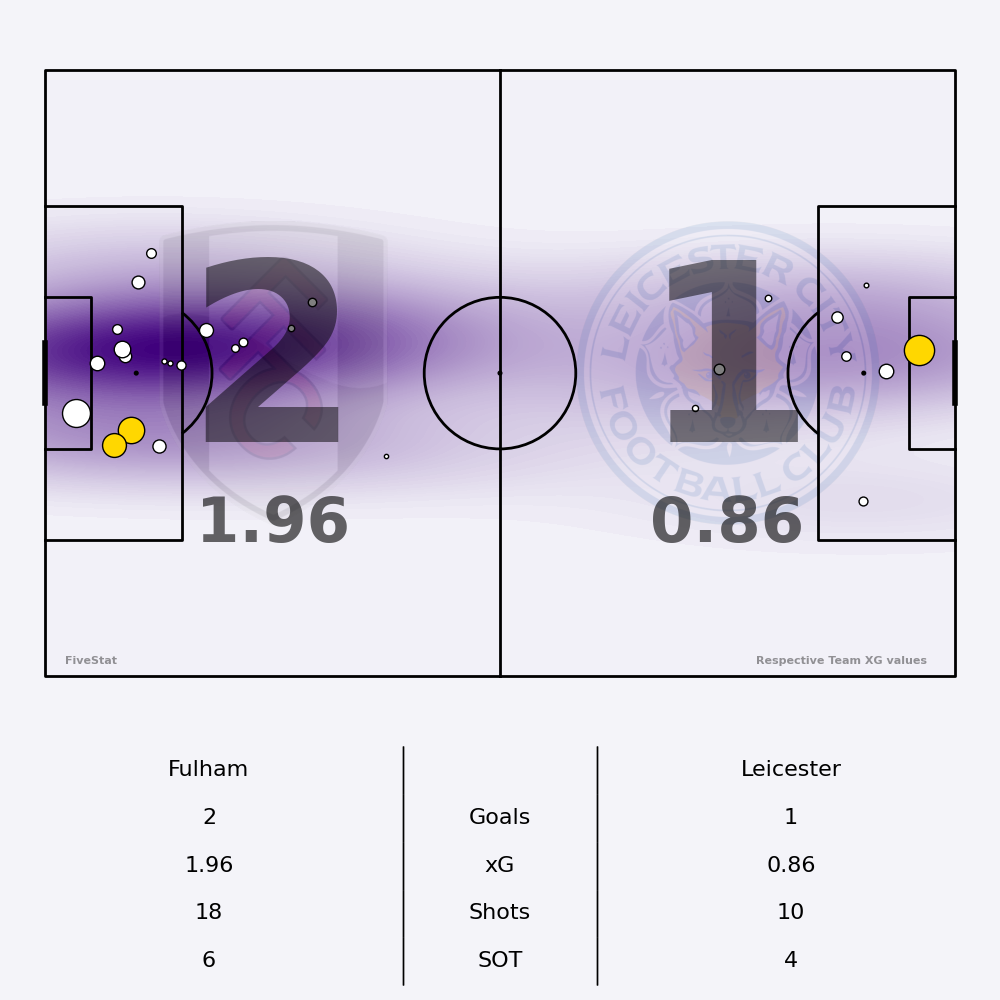 2 1
LEICESTER CITY
FOOTBALL CLUB
1.96 0.86
FiveStat Respective Team XG values
Fulham Leicester
2 Goals 1
1.96 xG 0.86
18 Shots 10
6 SOT 4